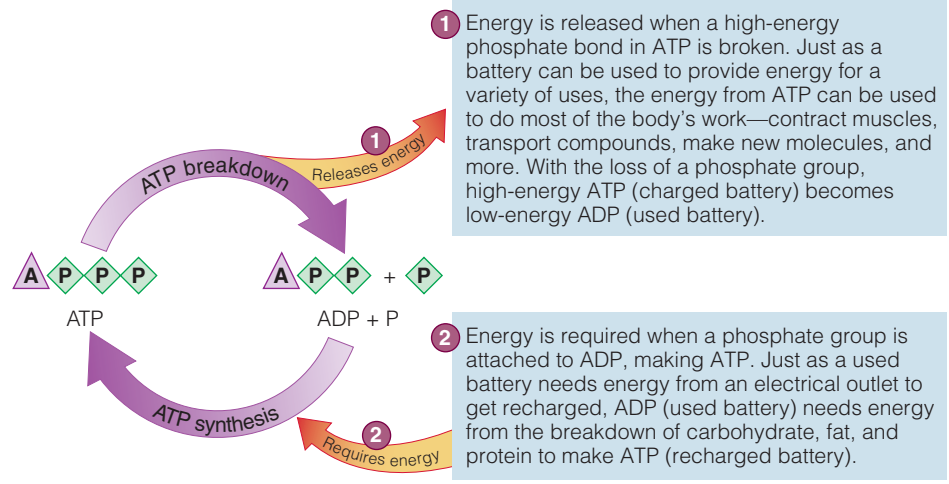 1 Energy is released when a high-energy
phosphate bond in ATP is broken. Just as a
battery can be used to provide energy for a
variety of uses, the energy from ATP can be used
to do most of the body's work—contract muscles,
transport compounds, make new molecules, and
more. With the loss of a phosphate group,
high-energy ATP (charged battery) becomes
low-energy ADP (used battery).
ATP breakdown
1
Releases energy
A P P P
A P P + P
ATP
ADP + P
ATP synthesis
2
Requires energy
2 Energy is required when a phosphate group is
attached to ADP, making ATP. Just as a used
battery needs energy from an electrical outlet to
get recharged, ADP (used battery) needs energy
from the breakdown of carbohydrate, fat, and
protein to make ATP (recharged battery).